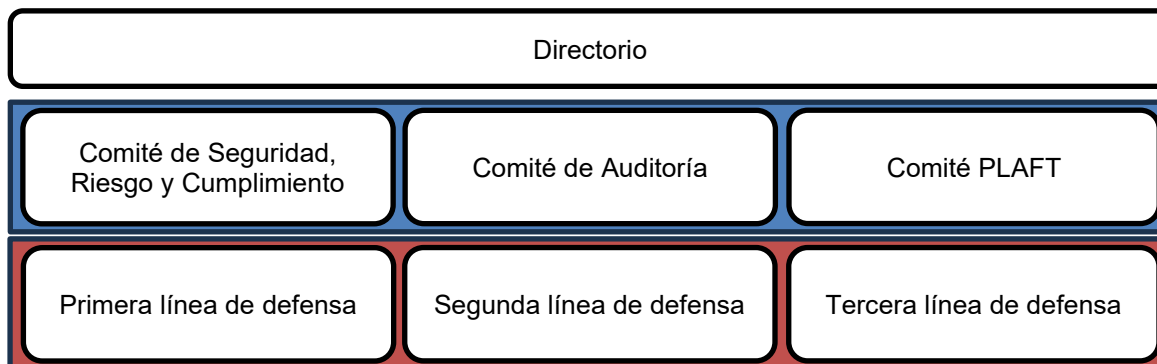 Directorio
Comité de Seguridad,
Riesgo y Cumplimiento
Comité de Auditoría
Comité PLAFT
Primera línea de defensa
Segunda línea de defensa
Tercera línea de defensa